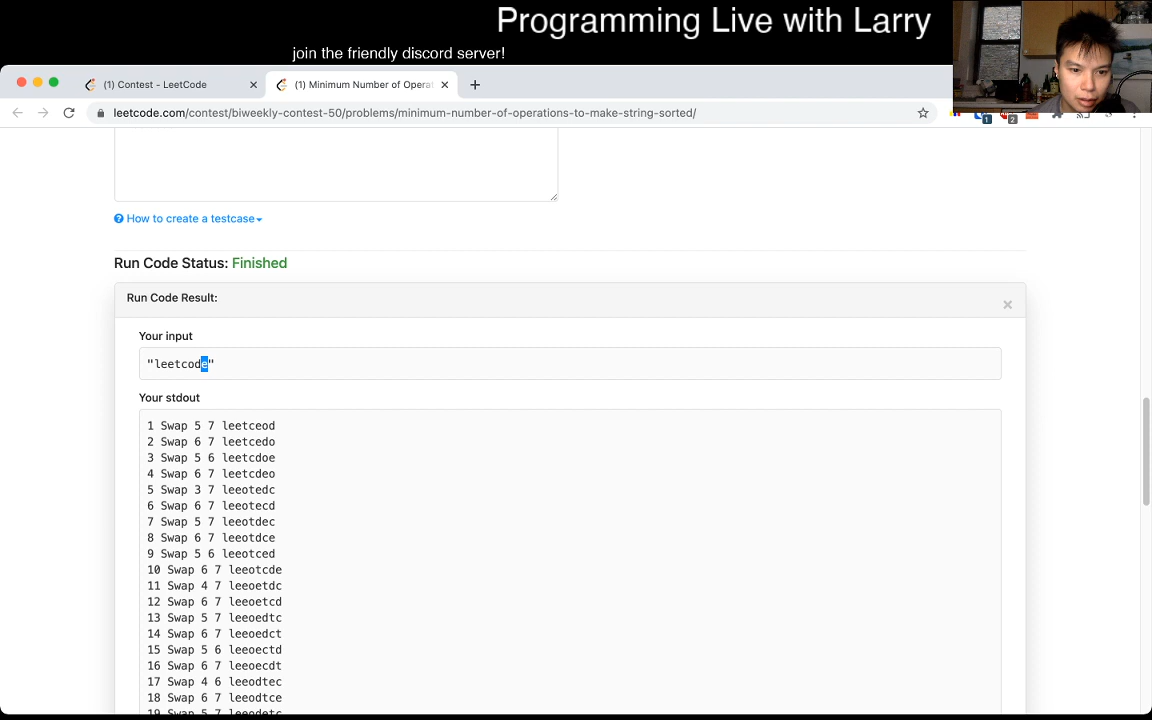 Programming Live with Larry
join the friendly discord server!
(1) Contest - LeetCode
(1) Minimum Number of Opera
leetcode.com/contest/biweekly-contest-50/problems/minimum-number-of-operations-to-make-string-sorted/
1
2
How to create a testcase
Run Code Status: Finished
Run Code Result:
Your input
"leetcode"
Your stdout
1 Swap 5 7 leetceod
2 Swap 6 7 leetcedo
3 Swap 5 6 leetcdoe
4 Swap 6 7 leetcdeo
5 Swap 3 7 leeotedc
6 Swap 6 7 leeotecd
7 Swap 5 7 leeotdec
8 Swap 6 7 leeotdce
9 Swap 5 6 leeotced
10 Swap 6 7 leeotcde
11 Swap 4 7 leeoetdc
12 Swap 6 7 leeoetcd
13 Swap 5 7 leeoedtc
14 Swap 6 7 leeoedct
15 Swap 5 6 leeoectd
16 Swap 6 7 leeoecdt
17 Swap 4 6 leeodtec
18 Swap 6 7 leeodtce
19 Swap 5 7 leeodetc